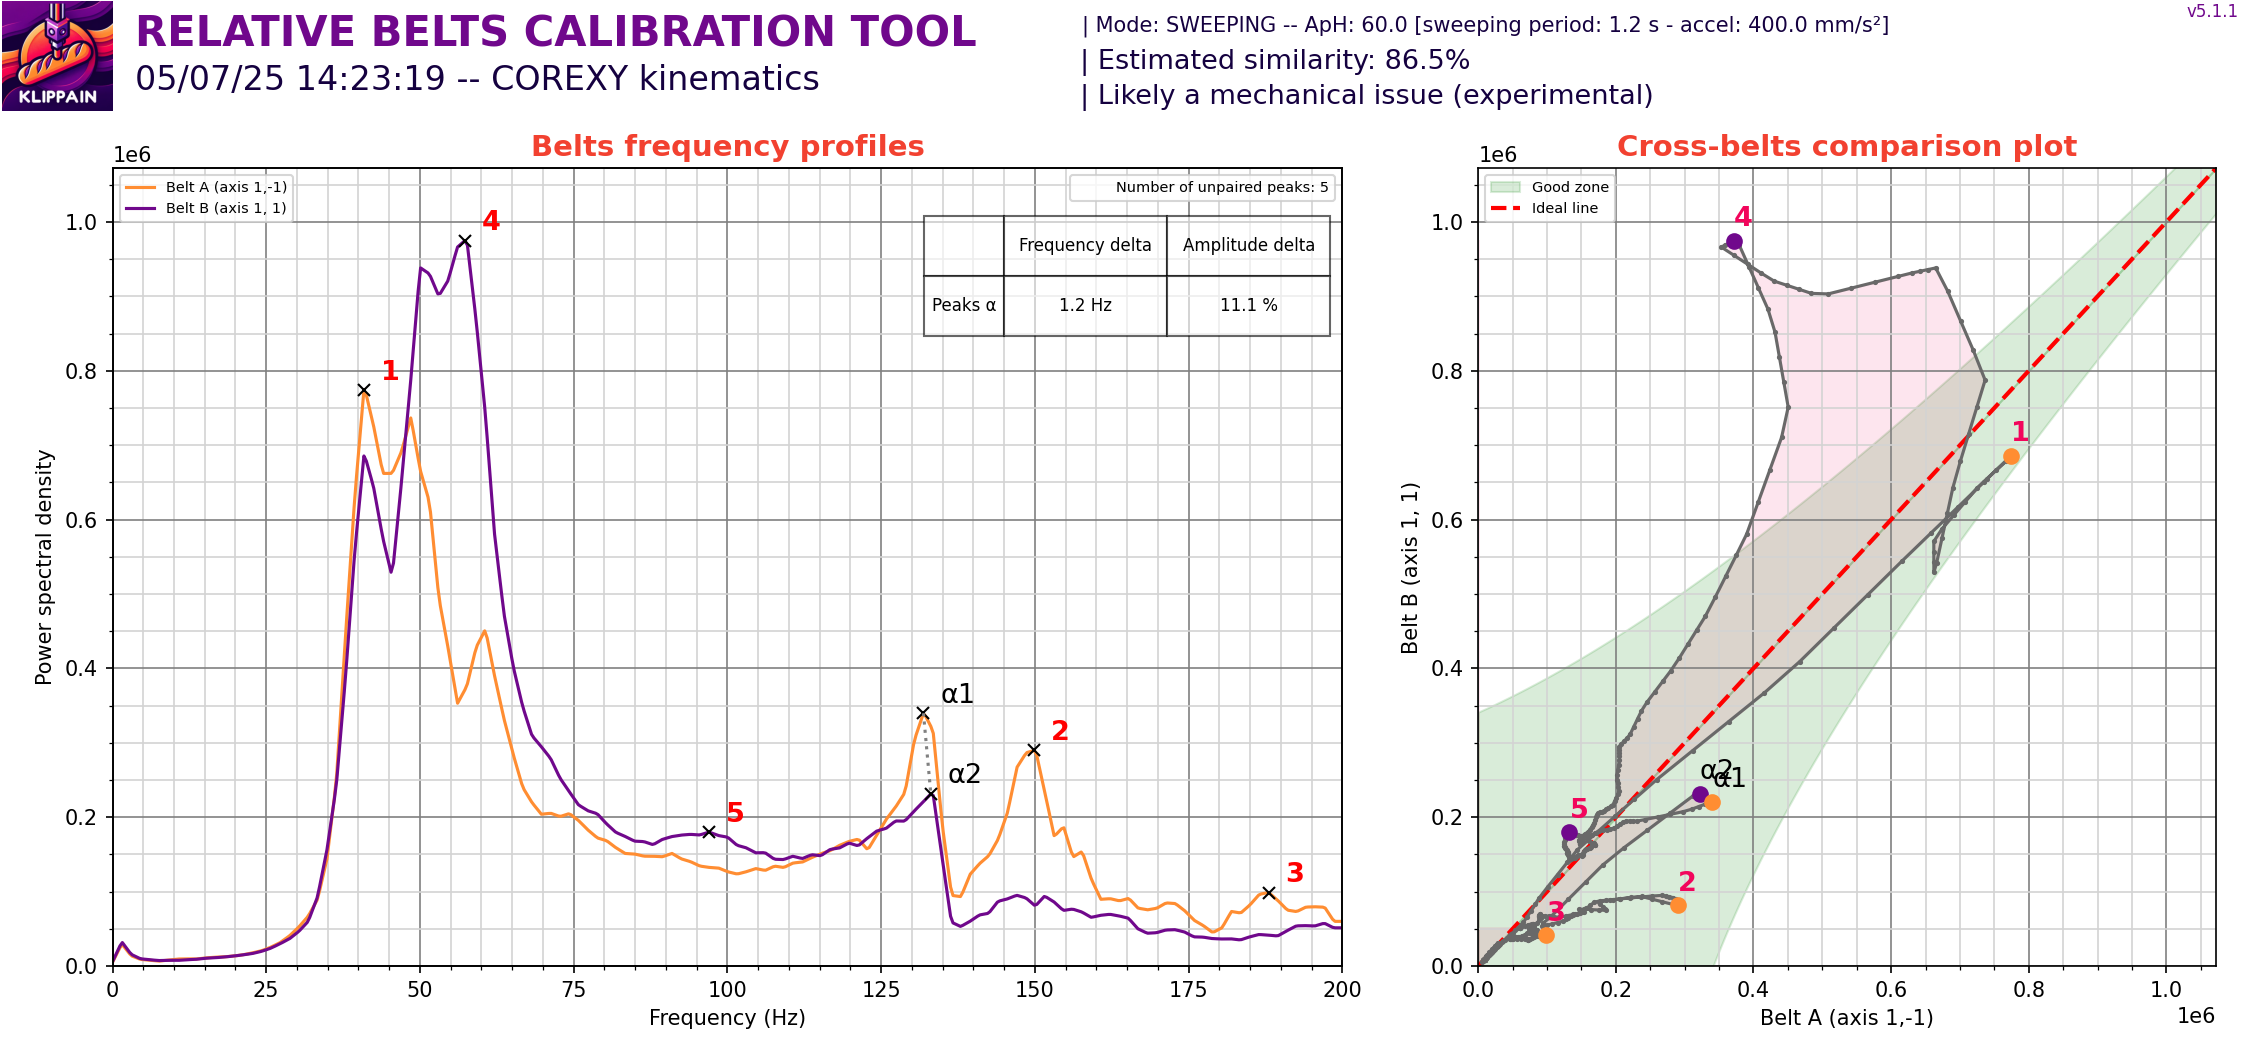 KLIPPAIN
RELATIVE BELTS CALIBRATION TOOL
05/07/25 14:23:19 -- COREXY kinematics
| Mode: SWEEPING -- ApH: 60.0 [sweeping period: 1.2 s - accel: 400.0 mm/s²]
| Estimated similarity: 86.5%
| Likely a mechanical issue (experimental)
v5.1.1
Belts frequency profiles
1e6
Belt A (axis 1,-1)
Belt B (axis 1, 1)
Number of unpaired peaks: 5
Frequency delta Amplitude delta
Peaks α 1.2 Hz 11.1 %
4
1
α1
α2
2
5
3
1.0
0.8
0.6
0.4
0.2
0.0
Power spectral density
0 25 50 75 100 125 150 175 200
Frequency (Hz)
Cross-belts comparison plot
1e6
Good zone
Ideal line
4
1
α2
α1
5
2
3
1.0
0.8
0.6
0.4
0.2
0.0
Belt B (axis 1, 1)
0.0 0.2 0.4 0.6 0.8 1.0
Belt A (axis 1,-1)
1e6